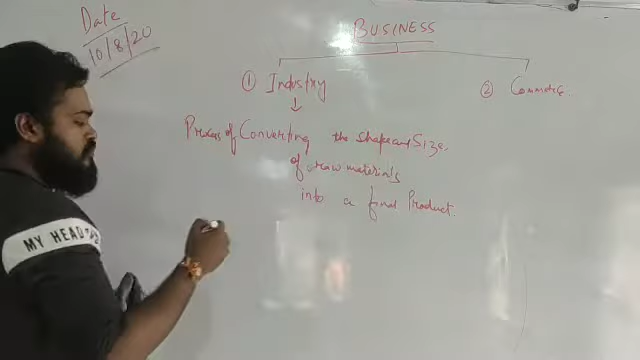 Date
10/8/20
BUSINESS
① Industry
② Commerce
Process of Converting the shape and Size.
of raw materials
into a final Product.
MY HEAD